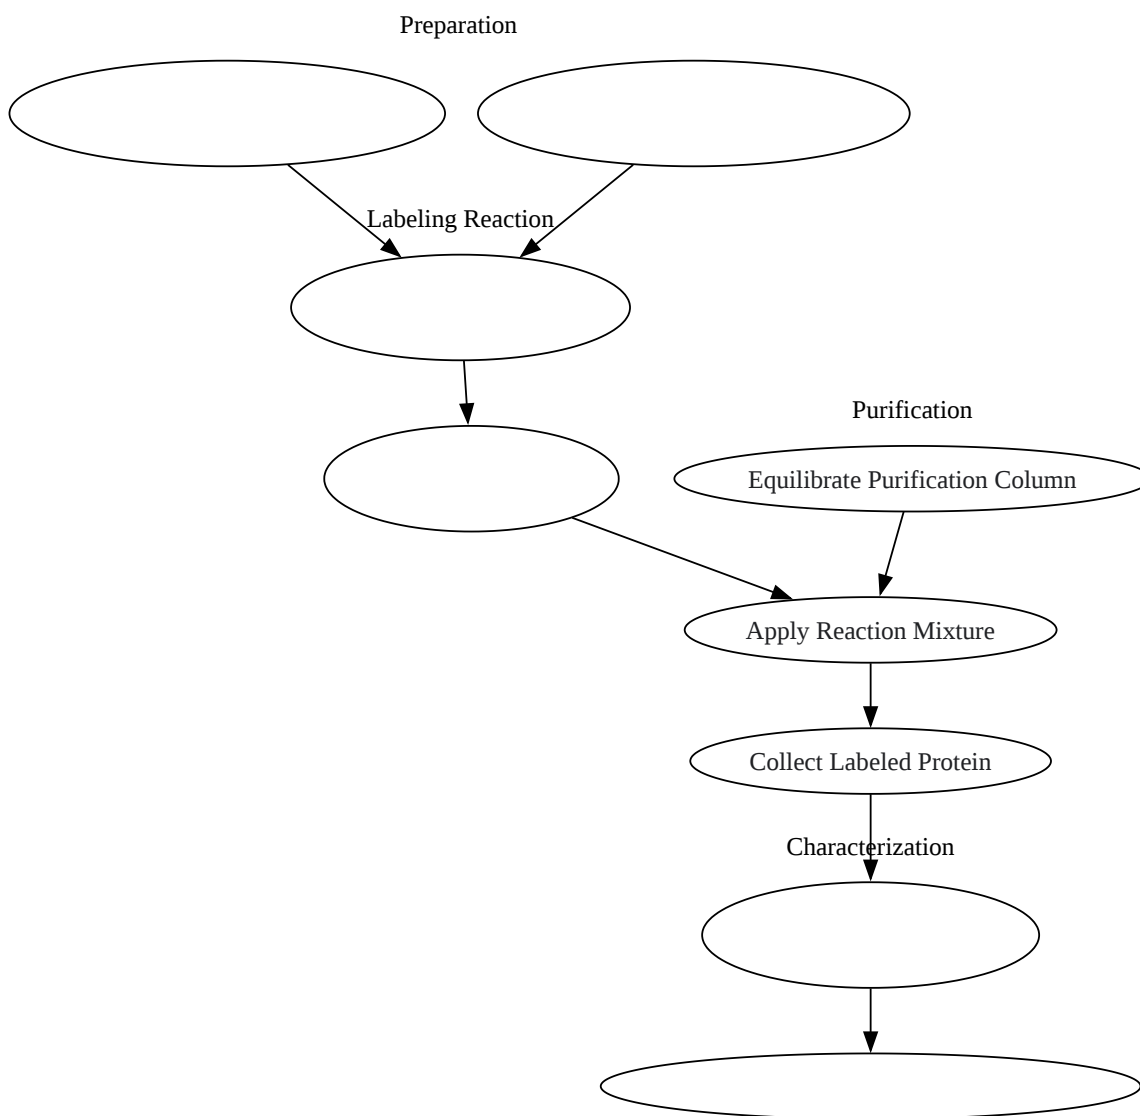 Preparation
Labeling Reaction
Purification
Equilibrate Purification Column
Apply Reaction Mixture
Collect Labeled Protein
Characterization